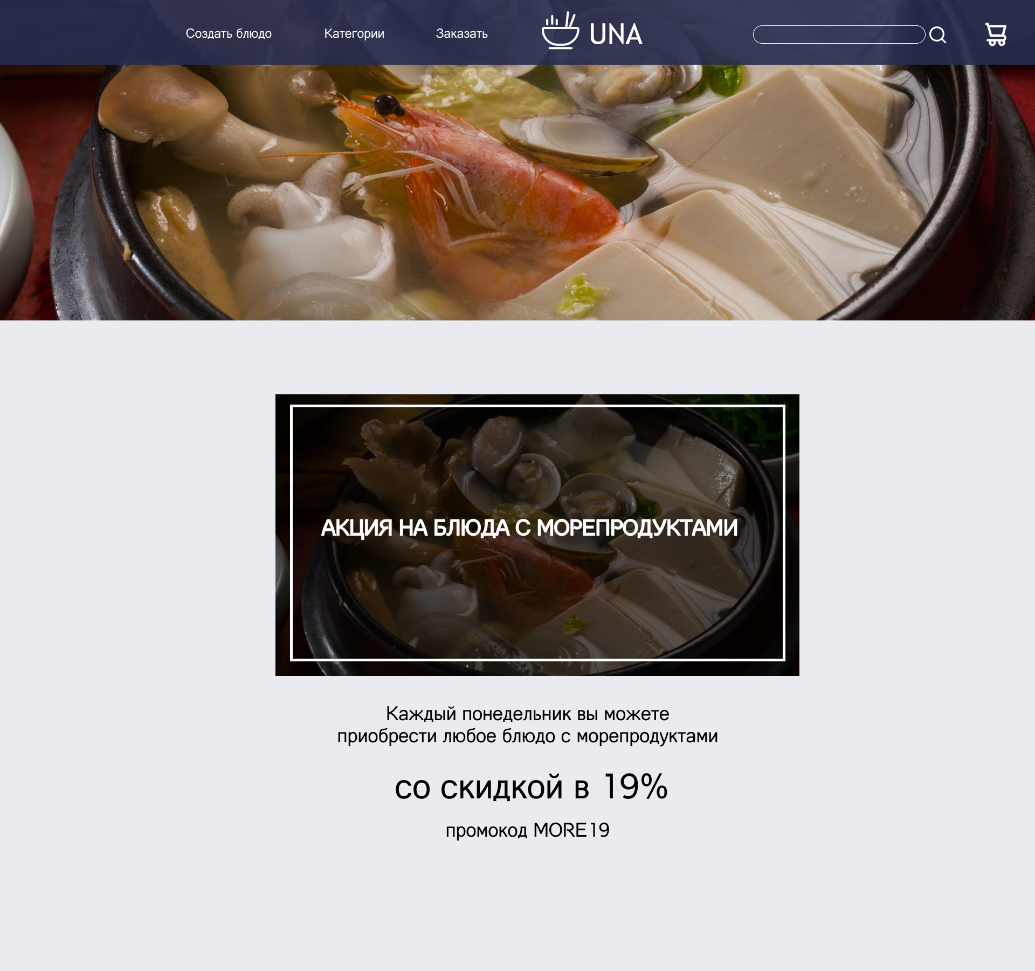 Создать блюдо Категории Заказать UNA
АКЦИЯ НА БЛЮДА С МОРЕПРОДУКТАМИ
Каждый понедельник вы можете
приобрести любое блюдо с морепродуктами
со скидкой в 19%
промокод MORE19